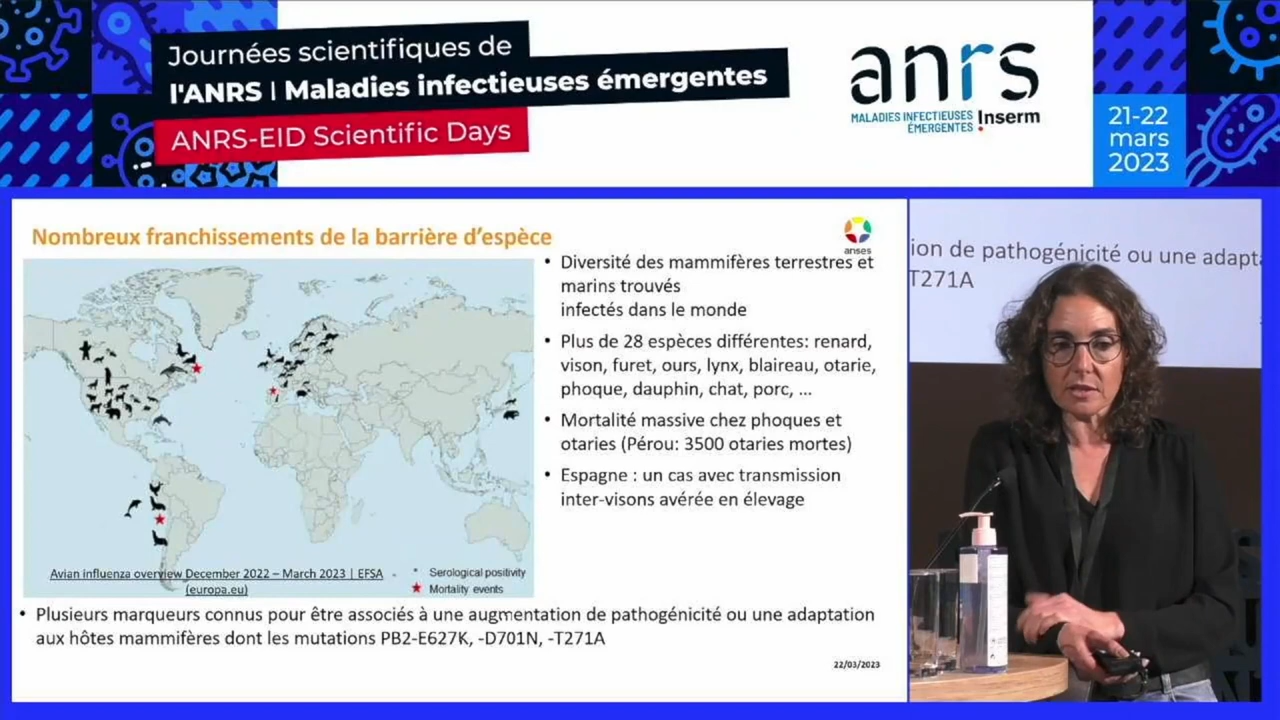 Journées scientifiques de
l'ANRS | Maladies infectieuses émergentes
ANRS-EID Scientific Days
anrs
MALADIES INFECTIEUSES
ÉMERGENTES
Inserm
21-22
mars
2023
Nombreux franchissements de la barrière d'espèce
anses
• Diversité des mammifères terrestres et
marins trouvés
infectés dans le monde
• Plus de 28 espèces différentes: renard,
vison, furet, ours, lynx, blaireau, otarie,
phoque, dauphin, chat, porc, ...
• Mortalité massive chez phoques et
otaries (Pérou: 3500 otaries mortes)
• Espagne : un cas avec transmission
inter-visons avérée en élevage
Avian influenza overview December 2022 – March 2023 | EFSA
(europa.eu)
* Serological positivity
★ Mortality events
• Plusieurs marqueurs connus pour être associés à une augmentation de pathogénicité ou une adaptation
aux hôtes mammifères dont les mutations PB2-E627K, -D701N, -T271A
22/03/2023
ion de pathogénicité ou une adapta
T271A